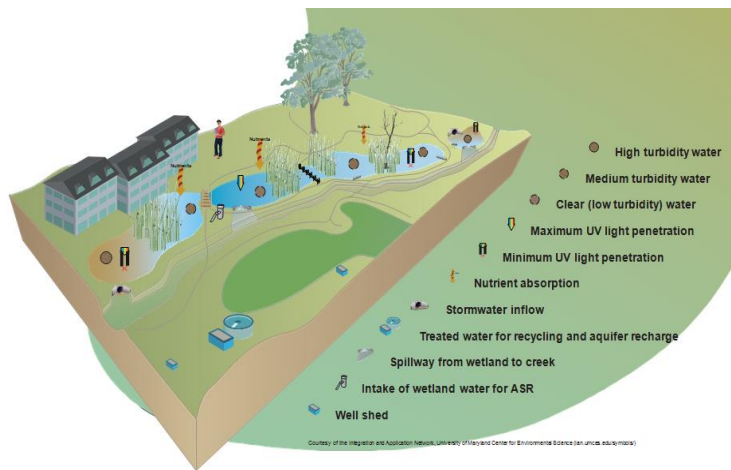 Nutrients
Nutrients
Nutrients
High turbidity water
Medium turbidity water
Clear (low turbidity) water
Maximum UV light penetration
Minimum UV light penetration
Nutrient absorption
Stormwater inflow
Treated water for recycling and aquifer recharge
Spillway from wetland to creek
Intake of wetland water for ASR
Well shed
Courtesy of the Integration and Application Network, University of Maryland Center for Environmental Science (ian.umces.edu/symbols/)